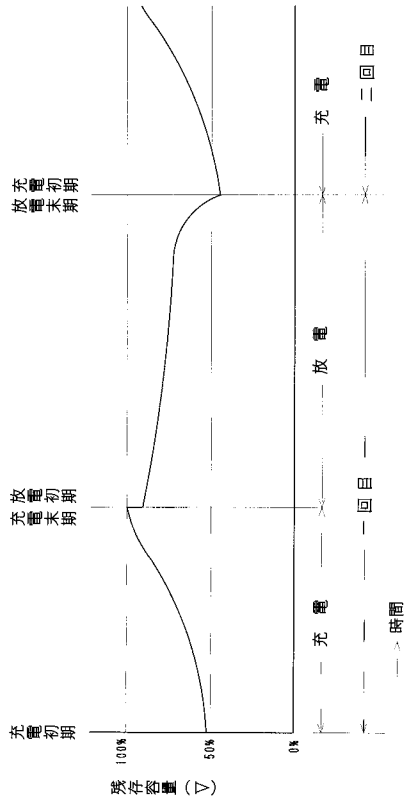 残存容量(V)
100%
50%
0%
充電初期
充電末期
放電初期
放電末期
充電初期
充電
放電
充電
一回目
二回目
―>時間